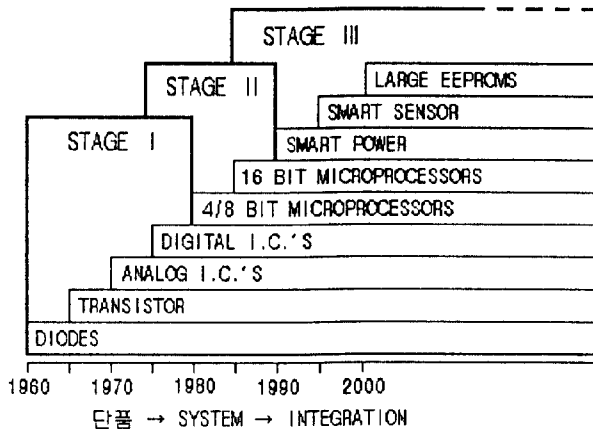 STAGE III
STAGE II
LARGE EEPROMS
SMART SENSOR
STAGE I
SMART POWER
16 BIT MICROPROCESSORS
4/8 BIT MICROPROCESSORS
DIGITAL I.C.'S
ANALOG I.C.'S
TRANSISTOR
DIODES
1960 1970 1980 1990 2000
단품 → SYSTEM → INTEGRATION